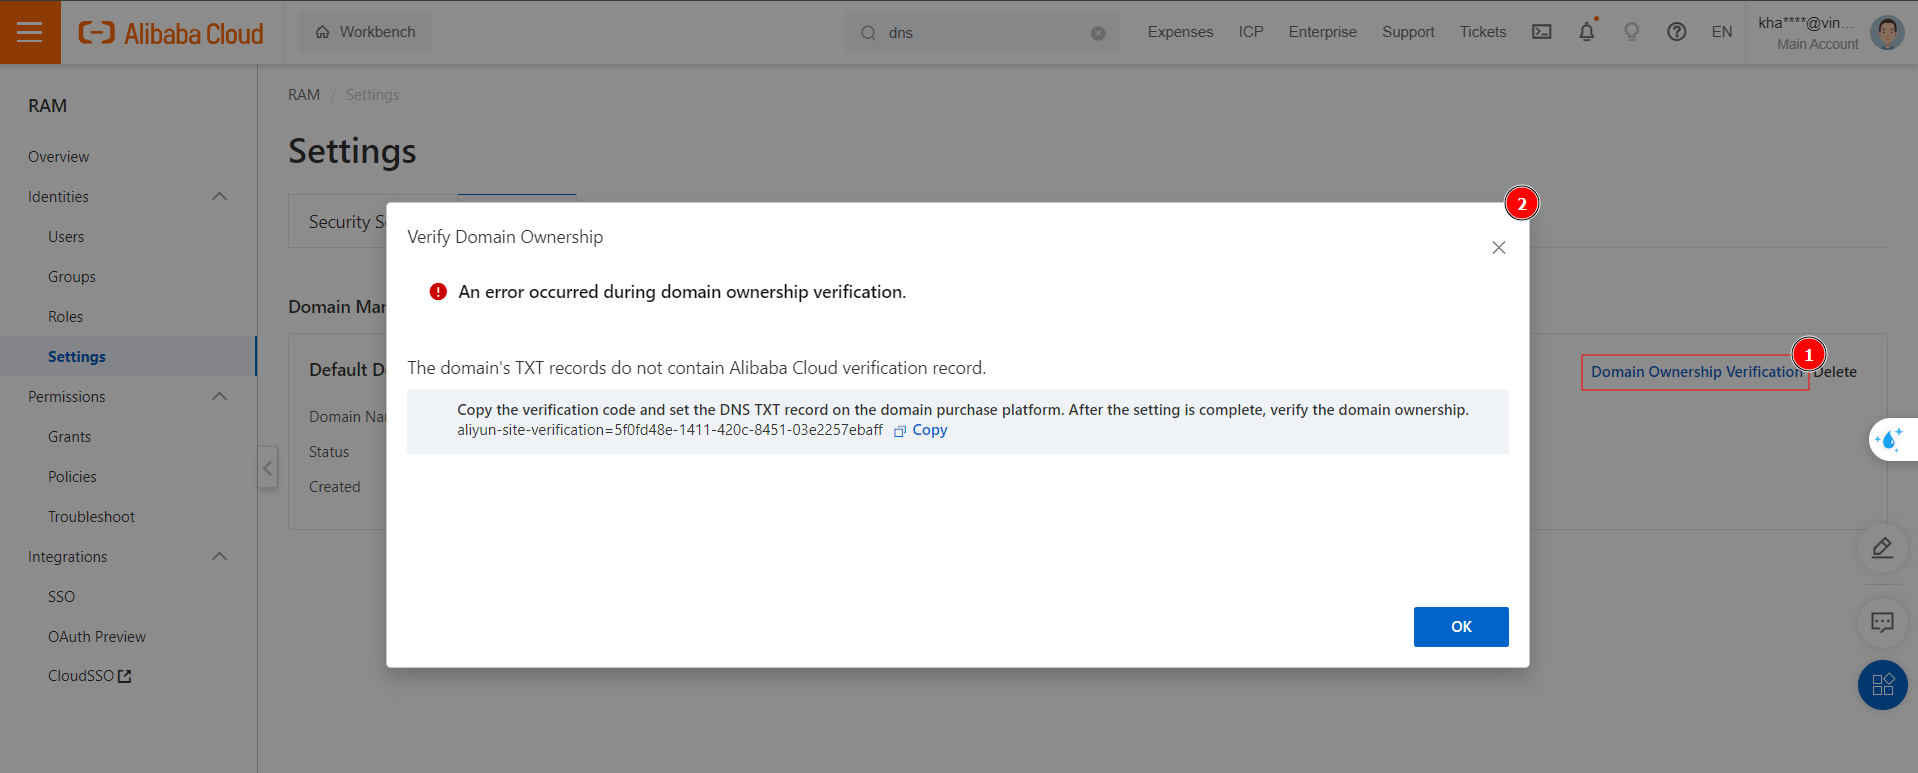 Alibaba Cloud
Workbench
dns
Expenses
ICP
Enterprise
Support
Tickets
EN
kha****@vin...
Main Account
RAM
Overview
Identities
Users
Groups
Roles
Settings
Permissions
Grants
Policies
Troubleshoot
Integrations
SSO
OAuth Preview
CloudSSO
RAM / Settings
Settings
Security S
Domain Mar
Default D
Domain Nar
Status
Created
Domain Ownership Verification
Delete
1
2
Verify Domain Ownership
An error occurred during domain ownership verification.
The domain's TXT records do not contain Alibaba Cloud verification record.
Copy the verification code and set the DNS TXT record on the domain purchase platform. After the setting is complete, verify the domain ownership.
aliyun-site-verification=5f0fd48e-1411-420c-8451-03e2257ebaff Copy
OK